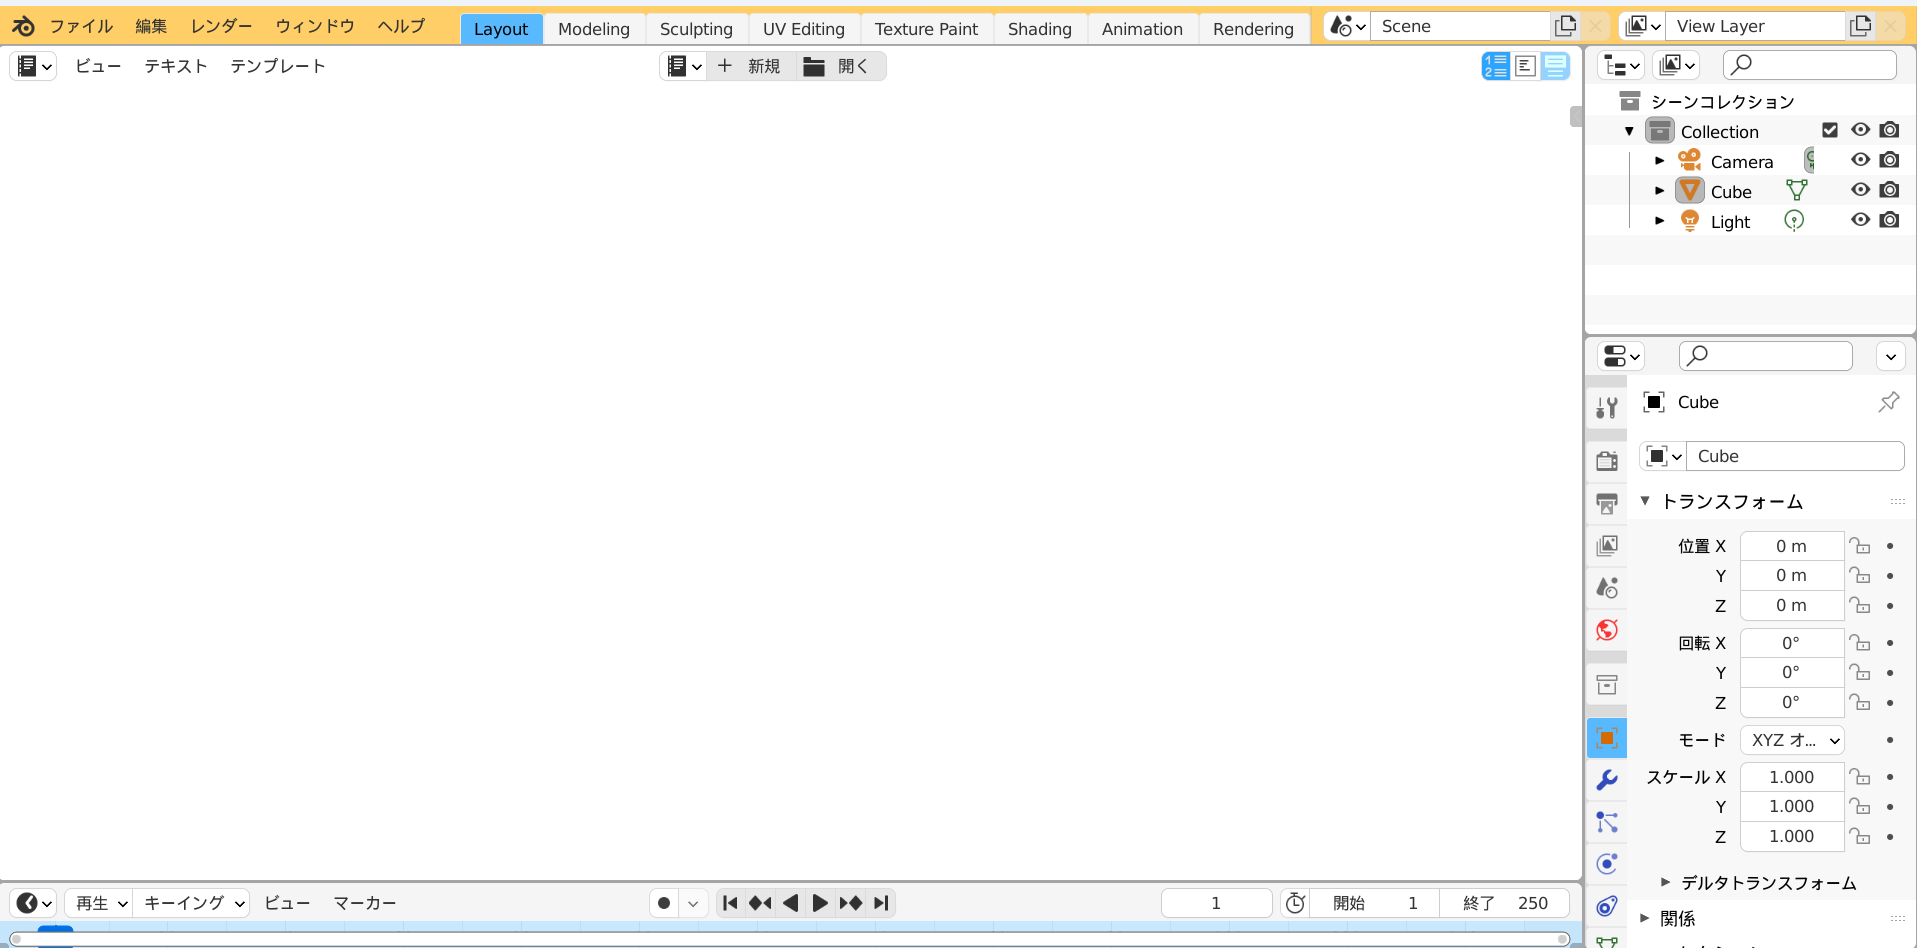 ファイル 編集 レンダー ウィンドウ ヘルプ Layout Modeling Sculpting UV Editing Texture Paint Shading Animation Rendering Scene View Layer
ビュー テキスト テンプレート 新規 開く
シーンコレクション
Collection
Camera
Cube
Light
Cube
Cube
トランスフォーム
位置 X 0 m
Y 0 m
Z 0 m
回転 X 0°
Y 0°
Z 0°
モード XYZ オ...
スケール X 1.000
Y 1.000
Z 1.000
デルタトランスフォーム
関係
再生 キーイング ビュー マーカー 1 開始 1 終了 250